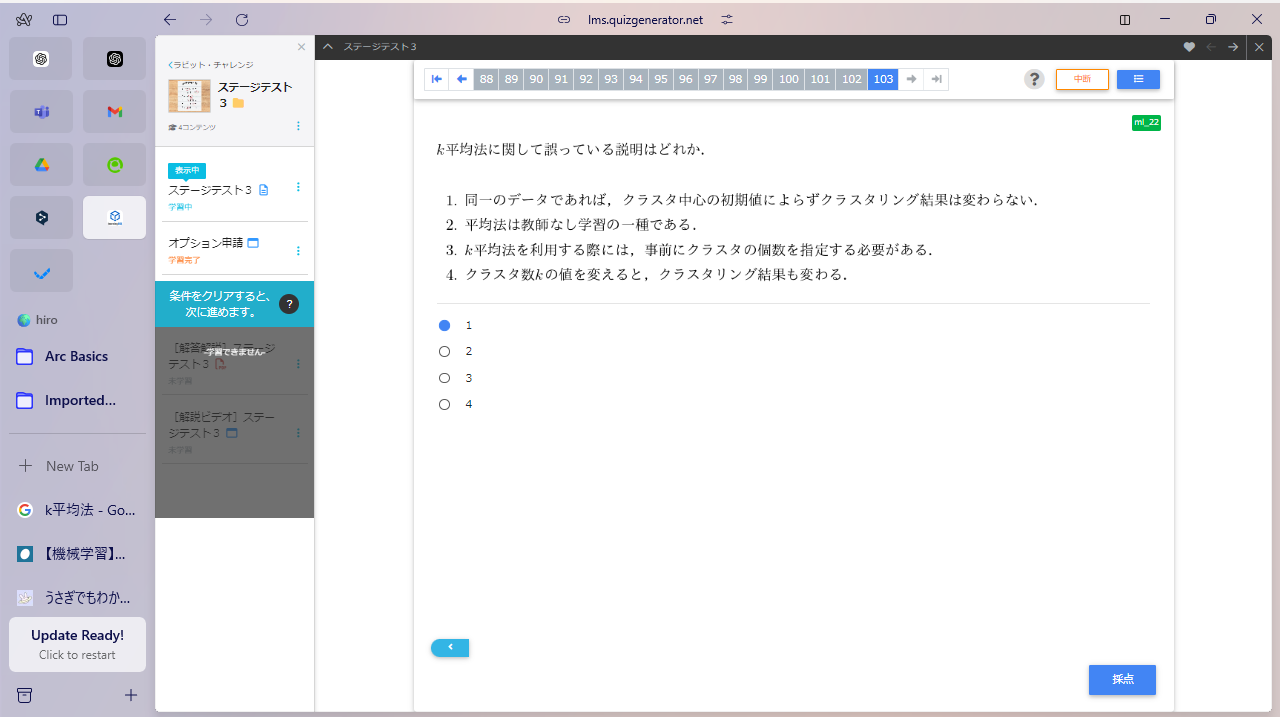 lms.quizgenerator.net
hiro
Arc Basics
Imported...
New Tab
k平均法 - Go...
【機械学習】...
うさぎでもわか...
Update Ready!
Click to restart
ラビット・チャレンジ
ステージテスト
3
4コンテンツ
表示中
ステージテスト3
学習中
オプション申請
学習完了
条件をクリアすると、
次に進めます。
?
［解答解説］ステージ
-学習できません-
テスト3
未学習
［解説ビデオ］ステー
ジテスト3
未学習
ステージテスト3
88 89 90 91 92 93 94 95 96 97 98 99 100 101 102 103
?
中断
ml_22
k平均法に関して誤っている説明はどれか.
1. 同一のデータであれば，クラスタ中心の初期値によらずクラスタリング結果は変わらない.
2. 平均法は教師なし学習の一種である.
3. k平均法を利用する際には，事前にクラスタの個数を指定する必要がある.
4. クラスタ数kの値を変えると，クラスタリング結果も変わる.
1
2
3
4
採点